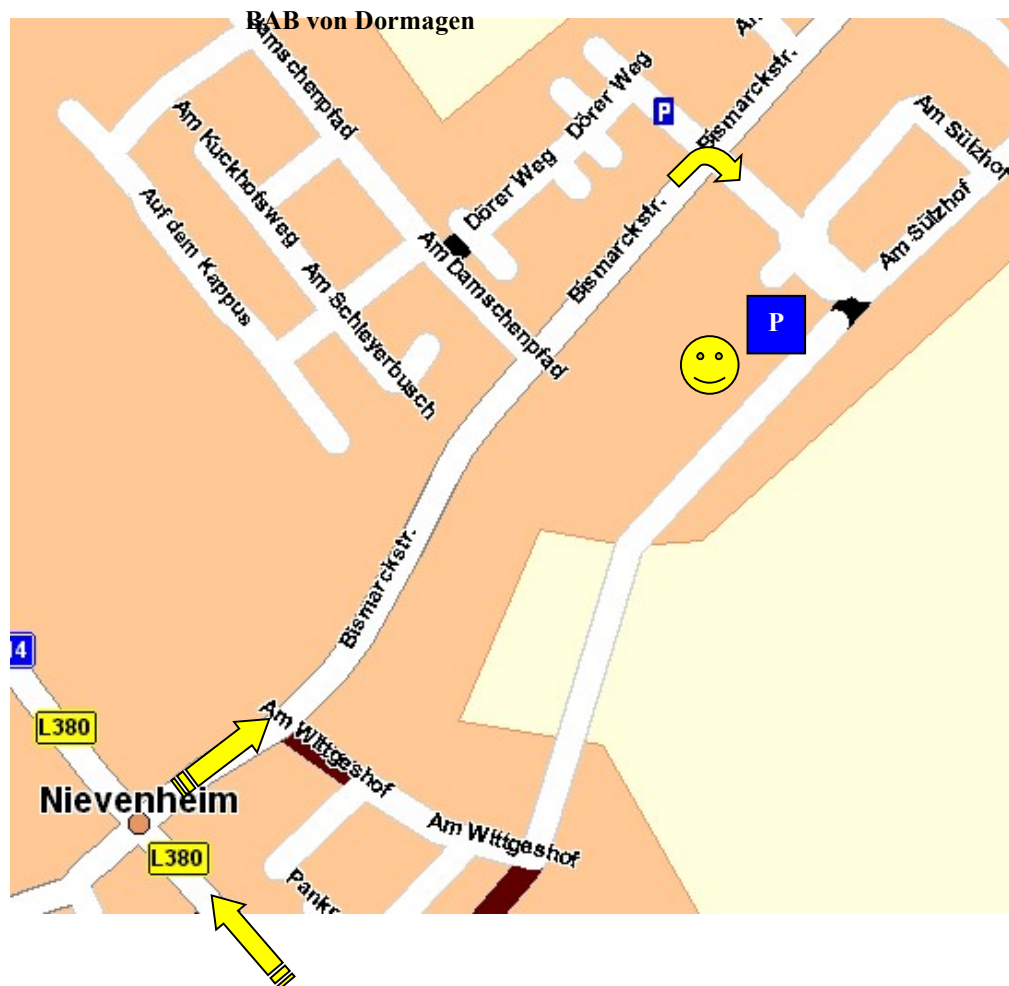 BAB von Dormagen
Damschenpfad
Am Kuckhofsweg
Auf dem Kappus
Am Schleyerbusch
Dörer Weg
Dörer Weg
P
Bismarckstr.
Bismarckstr.
Am Damschenpfad
Am Sülzhof
Am Sülzhof
P
Bismarckstr.
L380
Am Wittgeshof
Nievenheim
L380
Am Wittgeshof